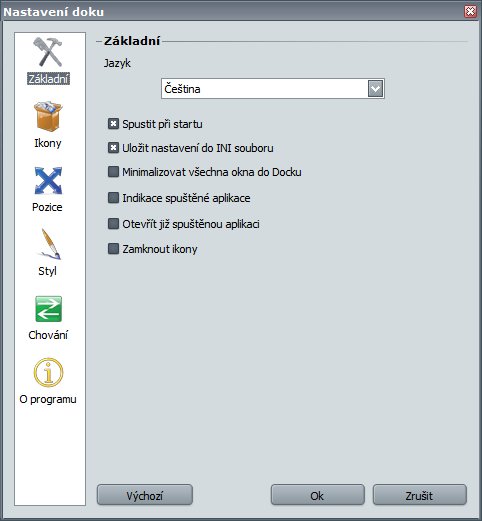 Nastavení doku
Základní
Ikony
Pozice
Styl
Chování
O programu
Základní
Jazyk
Čeština
Spustit při startu
Uložit nastavení do INI souboru
Minimalizovat všechna okna do Docku
Indikace spuštěné aplikace
Otevřít již spuštěnou aplikaci
Zamknout ikony
Výchozí
Ok
Zrušit